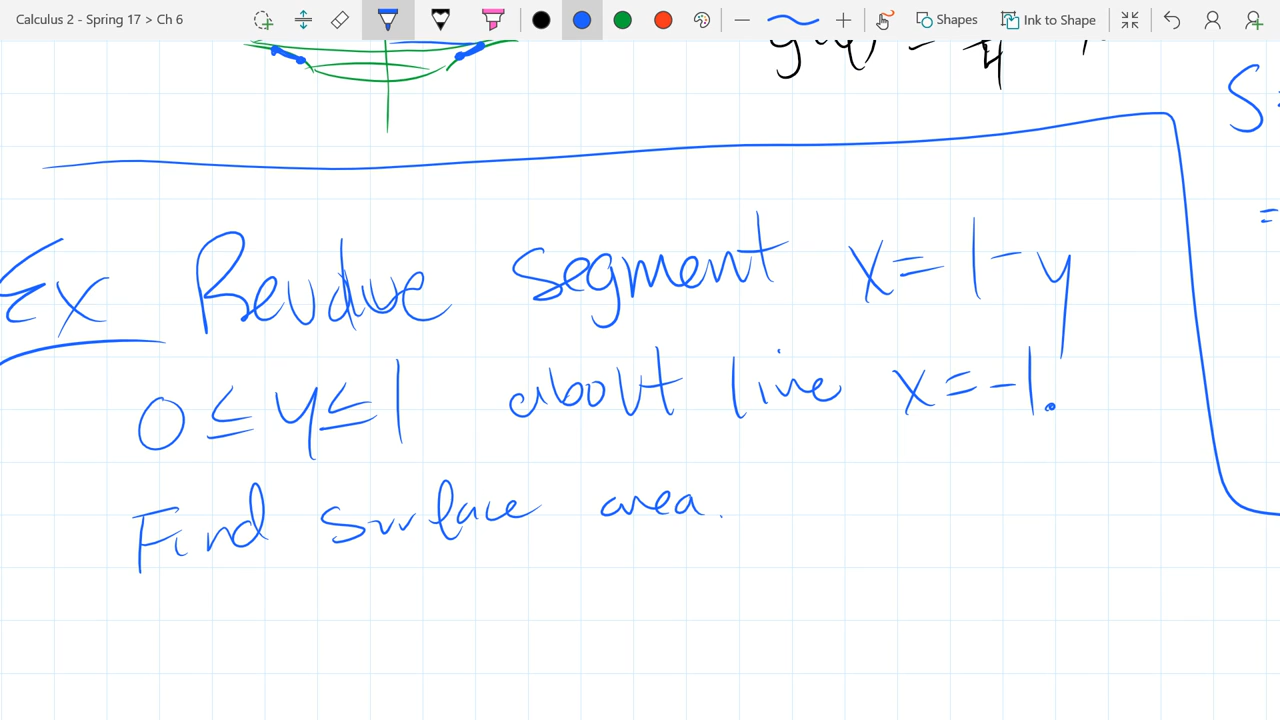 Calculus 2 - Spring 17 > Ch 6
Shapes
Ink to Shape
S =
=
Ex Revolve segment x = 1 - y
0 ≤ y ≤ 1 about line x = -1.
Find surface area.